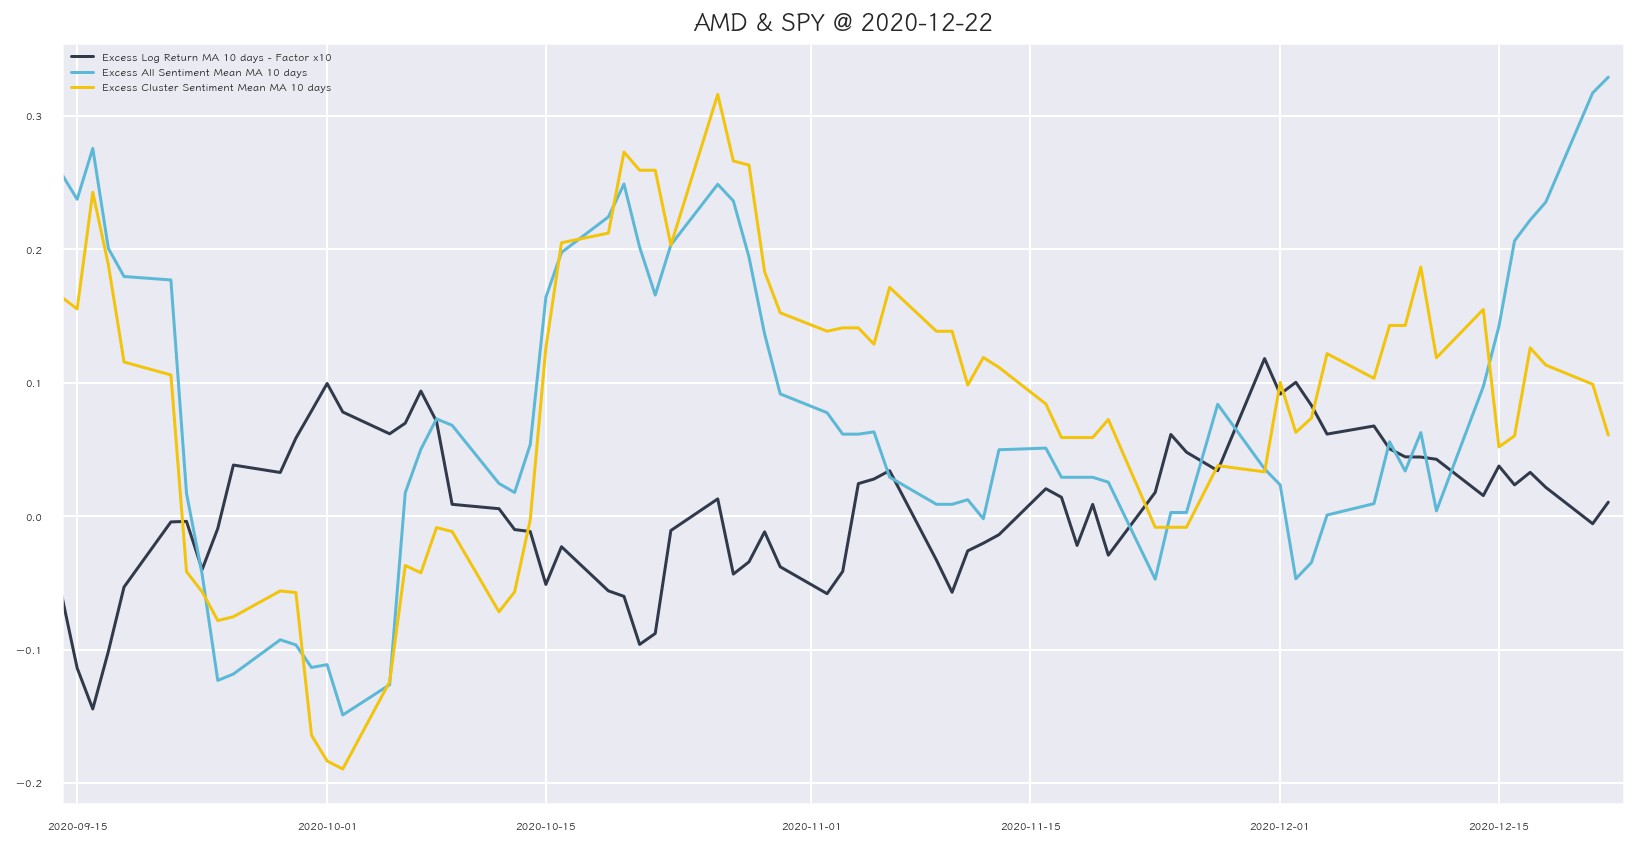 AMD & SPY @ 2020-12-22
Excess Log Return MA 10 days - Factor x10
Excess All Sentiment Mean MA 10 days
Excess Cluster Sentiment Mean MA 10 days
0.3
0.2
0.1
0.0
−0.1
−0.2
2020-09-15 2020-10-01 2020-10-15 2020-11-01 2020-11-15 2020-12-01 2020-12-15